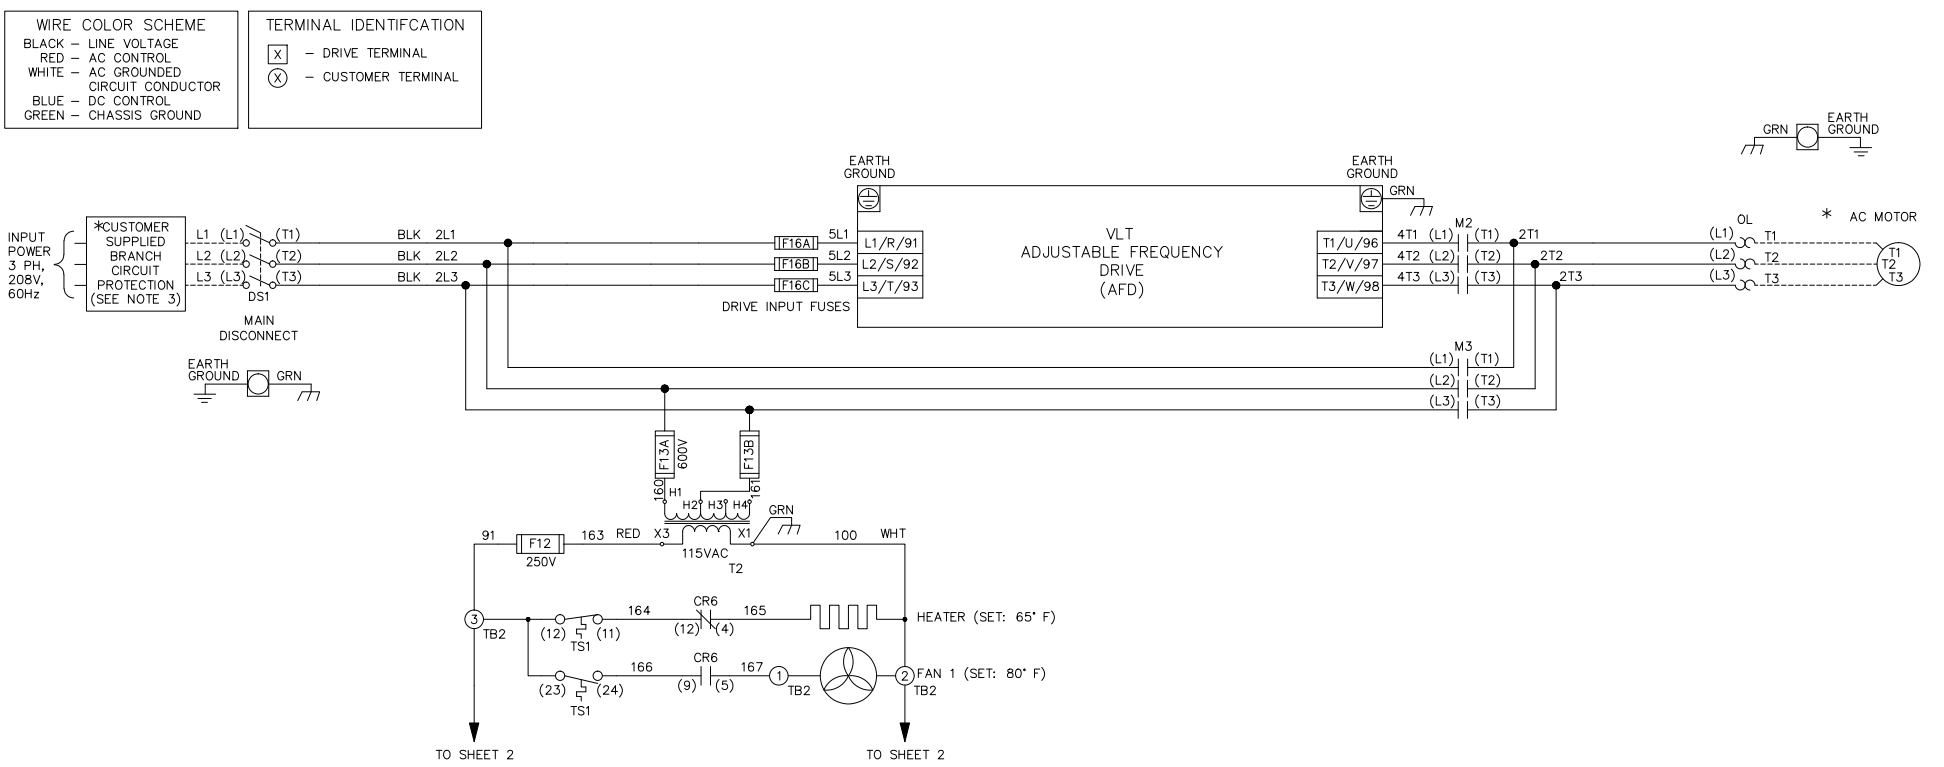 WIRE COLOR SCHEME
BLACK – LINE VOLTAGE
RED – AC CONTROL
WHITE – AC GROUNDED
CIRCUIT CONDUCTOR
BLUE – DC CONTROL
GREEN – CHASSIS GROUND
TERMINAL IDENTIFCATION
X – DRIVE TERMINAL
X – CUSTOMER TERMINAL
INPUT
POWER
3 PH,
208V,
60Hz
*CUSTOMER
SUPPLIED
BRANCH
CIRCUIT
PROTECTION
(SEE NOTE 3)
L1 (L1) (T1)
L2 (L2) (T2)
L3 (L3) (T3)
DS1
MAIN
DISCONNECT
EARTH
GROUND
GRN
BLK 2L1
BLK 2L2
BLK 2L3
F16A 5L1
F16B 5L2
F16C 5L3
DRIVE INPUT FUSES
EARTH
GROUND
L1/R/91
L2/S/92
L3/T/93
VLT
ADJUSTABLE FREQUENCY
DRIVE
(AFD)
EARTH
GROUND
GRN
T1/U/96
T2/V/97
T3/W/98
M2
4T1 (L1) (T1) 2T1
4T2 (L2) (T2) 2T2
4T3 (L3) (T3) 2T3
M3
(L1) (T1)
(L2) (T2)
(L3) (T3)
GRN
EARTH
GROUND
OL
(L1) T1
(L2) T2
(L3) T3
* AC MOTOR
T1
T2
T3
F13A
600V
F13B
160
161
H1
H2
H3
H4
GRN
91
F12
250V
163
RED
X3
X1
115VAC
T2
100
WHT
3
TB2
(12) (11)
TS1
164
CR6
(12) (4)
165
HEATER (SET: 65° F)
(23) (24)
TS1
166
CR6
(9) (5)
167
1
TB2
2
TB2
FAN 1 (SET: 80° F)
TO SHEET 2
TO SHEET 2